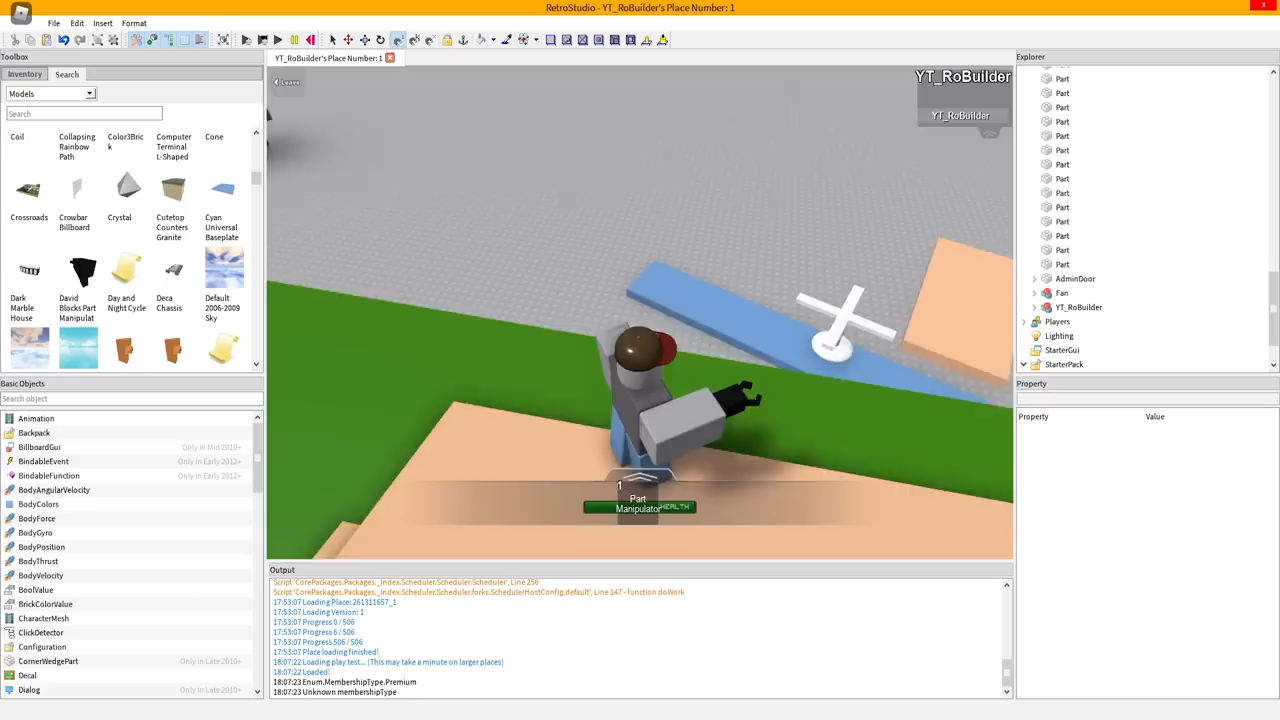 RetroStudio - YT_RoBuilder's Place Number: 1
x
File Edit Insert Format
Toolbox
Inventory Search
Models
Search
Coil
Collapsing
Rainbow
Path
Color3Bric
k
Computer
Terminal
L-Shaped
Cone
Crossroads
Crowbar
Billboard
Crystal
Cutetop
Counters
Granite
Cyan
Universal
Baseplate
Dark
Marble
House
David
Blocks Part
Manipulat
Day and
Night Cycle
Deca
Chassis
Default
2006-2009
Sky
Basic Objects
Search object
Animation
Backpack
BillboardGui Only in Mid 2010+
BindableEvent Only in Early 2012+
BindableFunction Only in Early 2012+
BodyAngularVelocity
BodyColors
BodyForce
BodyGyro
BodyPosition
BodyThrust
BodyVelocity
BoolValue
BrickColorValue
CharacterMesh
ClickDetector
Configuration
CornerWedgePart Only in Late 2010+
Decal
Dialog Only in Late 2010+
YT_RoBuilder's Place Number: 1
Leave
YT_RoBuilder
YT_RoBuilder
1
Part
Manipulator
HEALTH
Output
Script 'CorePackages.Packages._Index.Scheduler.Scheduler.Scheduler', Line 256
Script 'CorePackages.Packages._Index.Scheduler.Scheduler.forks.SchedulerHostConfig.default', Line 147 - function doWork
17:53:07 Loading Place: 261311657_1
17:53:07 Loading Version: 1
17:53:07 Progress 0 / 506
17:53:07 Progress 6 / 506
17:53:07 Progress 506 / 506
17:53:07 Place loading finished!
18:07:22 Loading play test... (This may take a minute on larger places)
18:07:22 Loaded!
18:07:23 Enum.MembershipType.Premium
18:07:23 Unknown membershipType
Explorer
Part
Part
Part
Part
Part
Part
Part
Part
Part
Part
Part
Part
Part
Part
AdminDoor
Fan
YT_RoBuilder
Players
Lighting
StarterGui
StarterPack
Property
Property Value